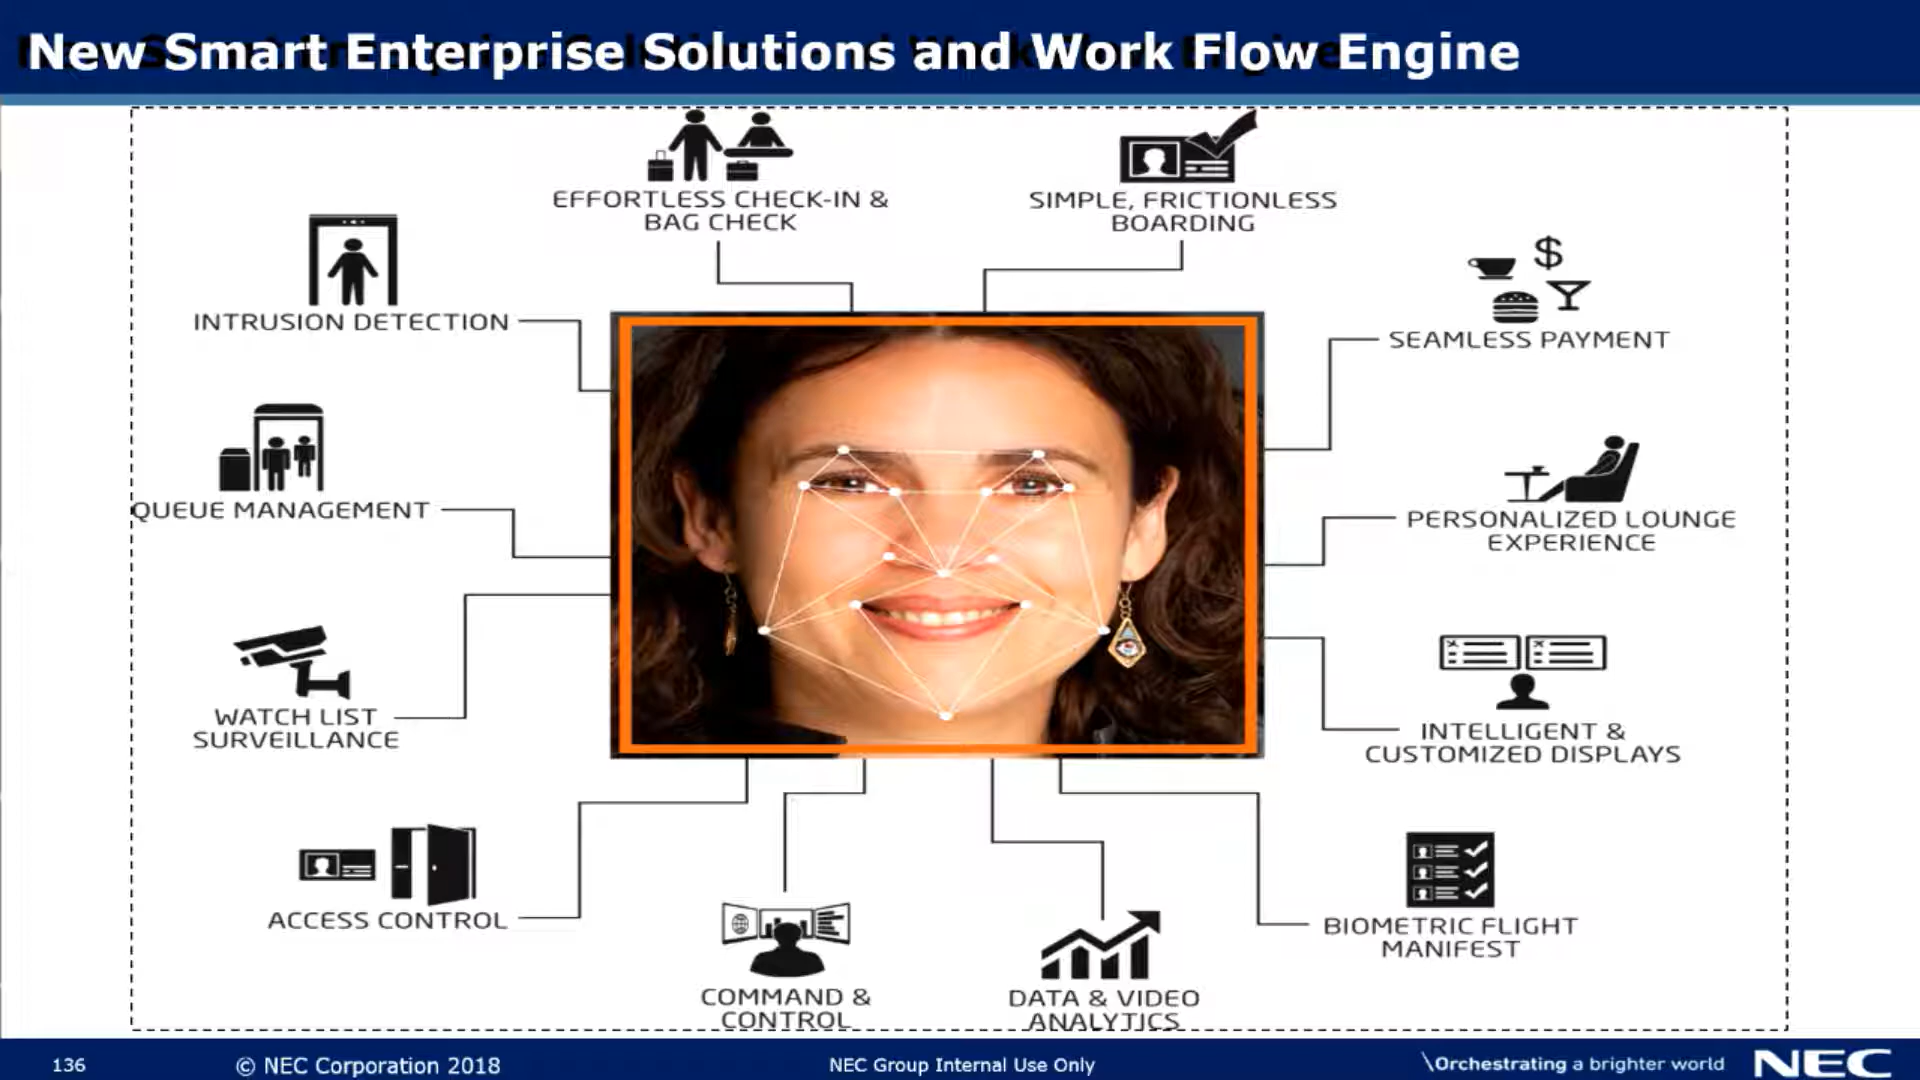 New Smart Enterprise Solutions and Work Flow Engine
EFFORTLESS CHECK-IN &
BAG CHECK
SIMPLE, FRICTIONLESS
BOARDING
INTRUSION DETECTION
$
SEAMLESS PAYMENT
QUEUE MANAGEMENT
PERSONALIZED LOUNGE
EXPERIENCE
WATCH LIST
SURVEILLANCE
INTELLIGENT &
CUSTOMIZED DISPLAYS
ACCESS CONTROL
BIOMETRIC FLIGHT
MANIFEST
COMMAND &
CONTROL
DATA & VIDEO
ANALYTICS
136
© NEC Corporation 2018
NEC Group Internal Use Only
\Orchestrating a brighter world
NEC